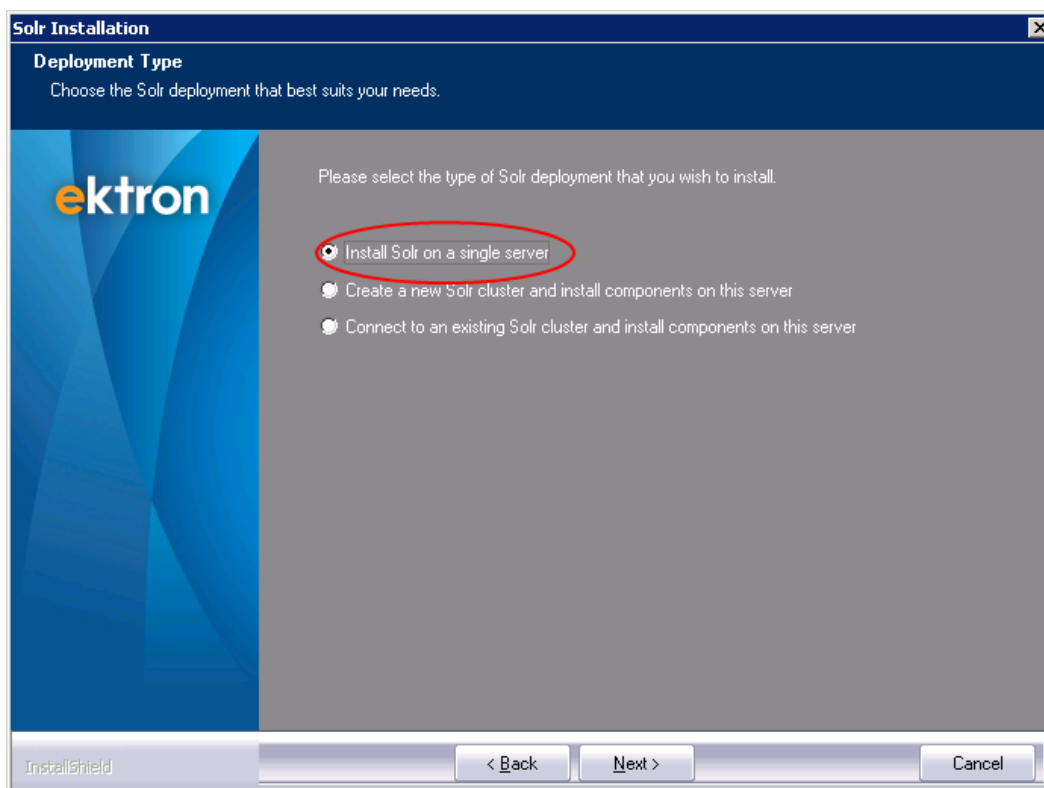 Solr Installation
Deployment Type
Choose the Solr deployment that best suits your needs.
ektron
Please select the type of Solr deployment that you wish to install.
Install Solr on a single server
Create a new Solr cluster and install components on this server
Connect to an existing Solr cluster and install components on this server
InstallShield
< Back
Next >
Cancel